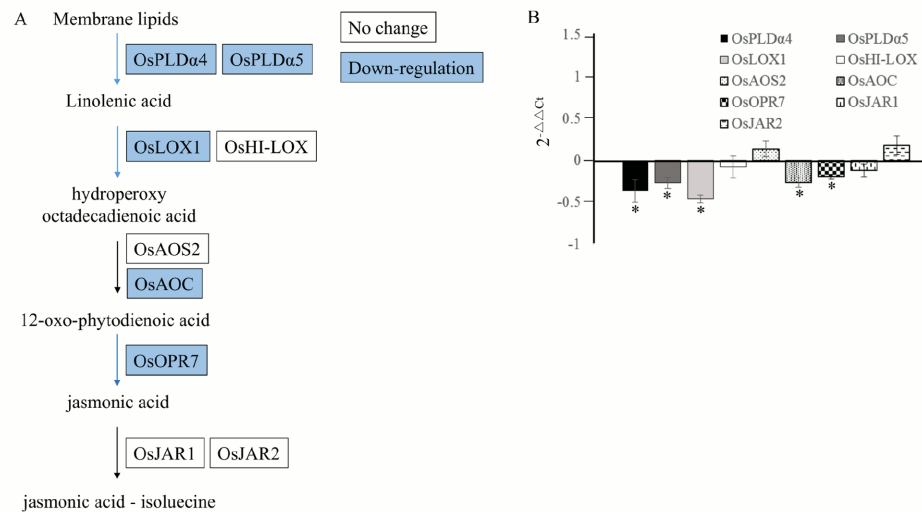 A
Membrane lipids
No change
OsPLDα4 OsPLDα5
Down-regulation
Linolenic acid
OsLOX1 OsHI-LOX
hydroperoxy
octadecadienoic acid
OsAOS2
OsAOC
12-oxo-phytodienoic acid
OsOPR7
jasmonic acid
OsJAR1 OsJAR2
jasmonic acid - isoluecine
B
2-△△Ct
1.5
1
0.5
0
-0.5
-1
OsPLDα4 OsPLDα5
OsLOX1 OsHI-LOX
OsAOS2 OsAOC
OsOPR7 OsJAR1
OsJAR2
* * * * *